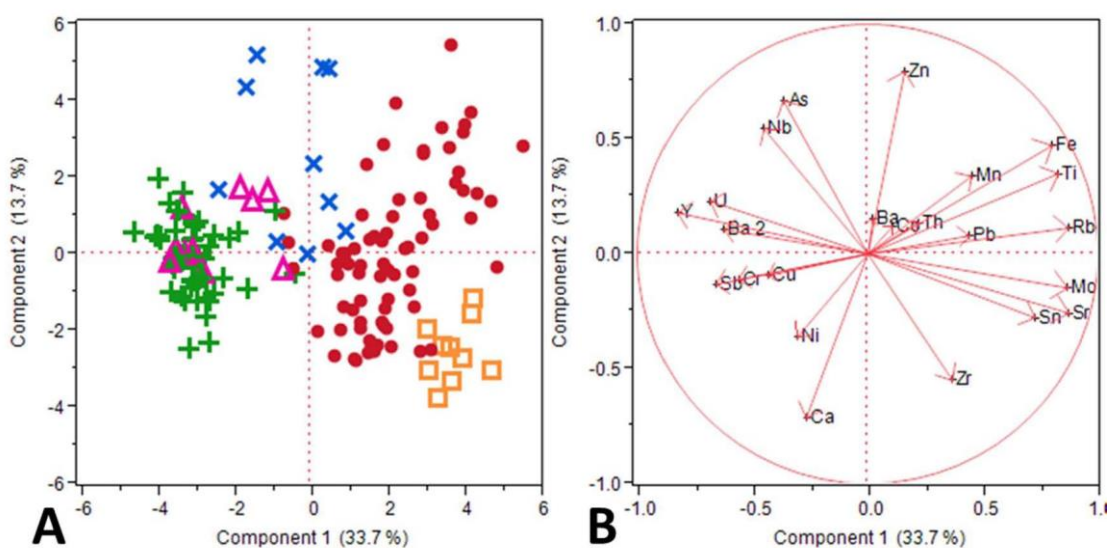 6
4
2
0
-2
-4
-6
Component 2 (13.7 %)
-6 -4 -2 0 2 4 6
Component 1 (33.7 %)
A
1.0
0.5
0.0
-0.5
-1.0
Component 2 (13.7 %)
Zn
As
Nb
Fe
Mn
Ti
U
Y
Ba
Co
Th
Ba 2
Pb
Rb
Sb
Cr
Cu
Mo
Sr
Sn
Ni
Zr
Ca
-1.0 -0.5 0.0 0.5
Component 1 (33.7 %)
B